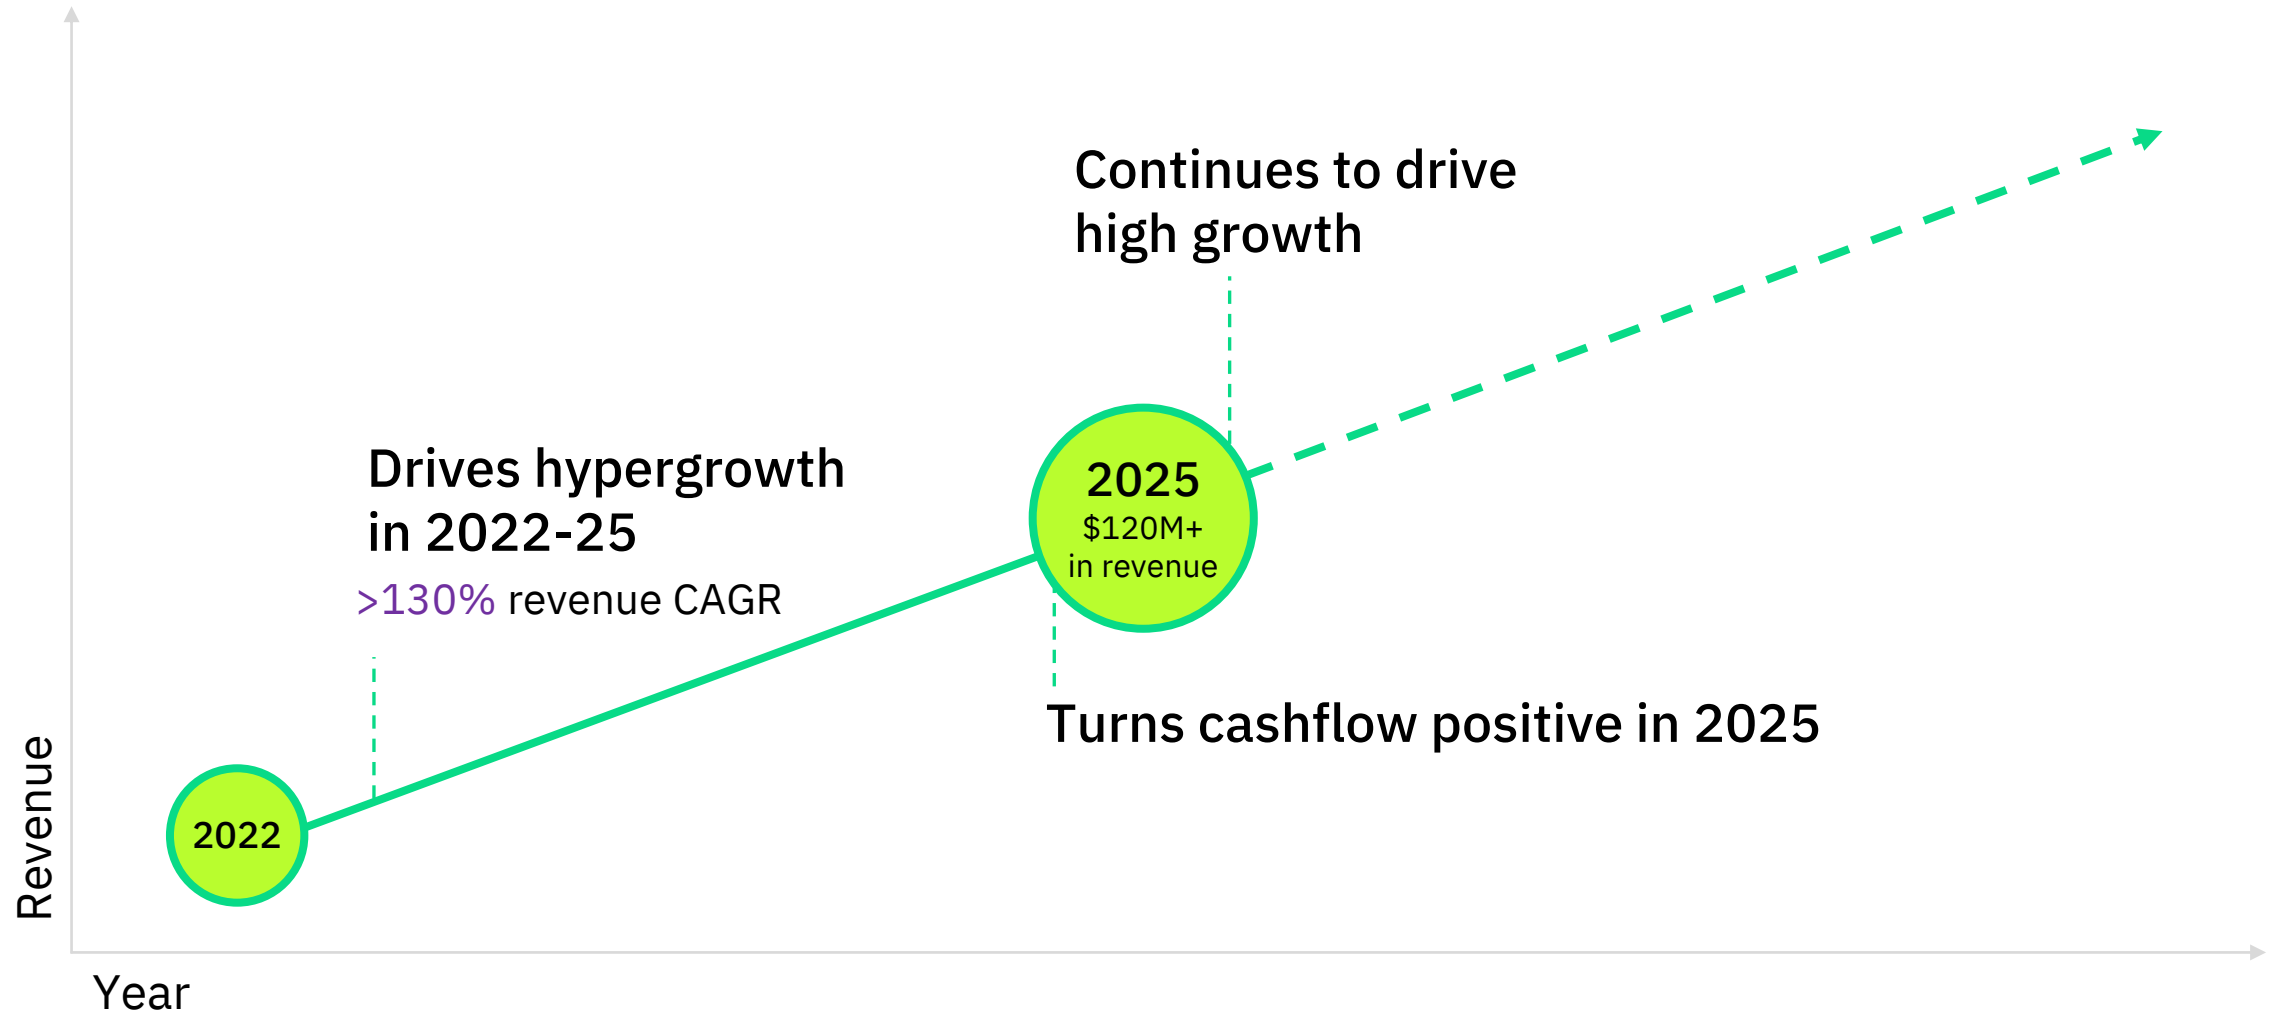 Continues to drive
high growth
Drives hypergrowth
in 2022-25
>130% revenue CAGR
2025
$120M+
in revenue
Turns cashflow positive in 2025
2022
Revenue
Year